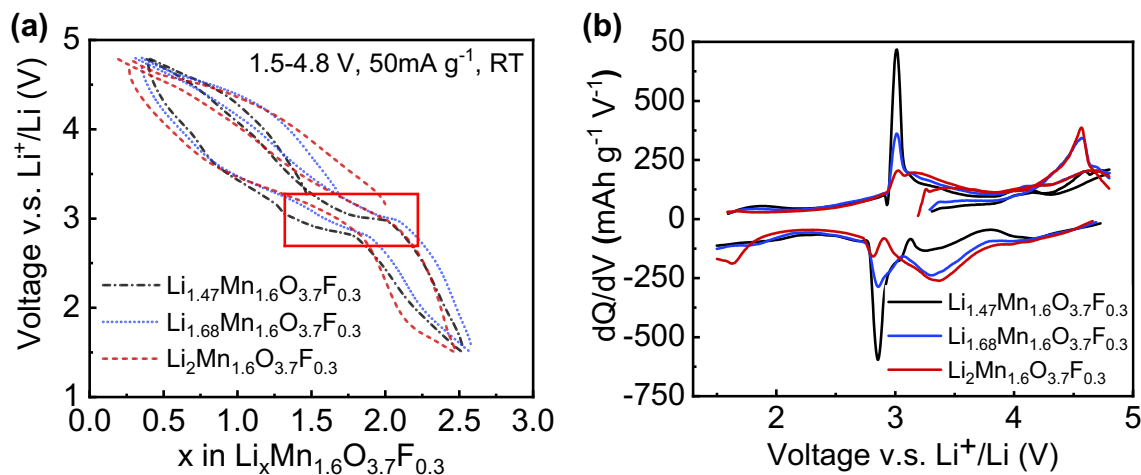 (a)
Voltage v.s. Li⁺/Li (V)
5
4
3
2
1
1.5-4.8 V, 50mA g⁻¹, RT
Li₁.₄₇Mn₁.₆O₃.₇F₀.₃
Li₁.₆₈Mn₁.₆O₃.₇F₀.₃
Li₂Mn₁.₆O₃.₇F₀.₃
0.0 0.5 1.0 1.5 2.0 2.5 3.0
x in LiₓMn₁.₆O₃.₇F₀.₃
(b)
dQ/dV (mAh g⁻¹ V⁻¹)
50
500
250
0
-250
-500
-750
Li₁.₄₇Mn₁.₆O₃.₇F₀.₃
Li₁.₆₈Mn₁.₆O₃.₇F₀.₃
Li₂Mn₁.₆O₃.₇F₀.₃
2 3 4 5
Voltage v.s. Li⁺/Li (V)